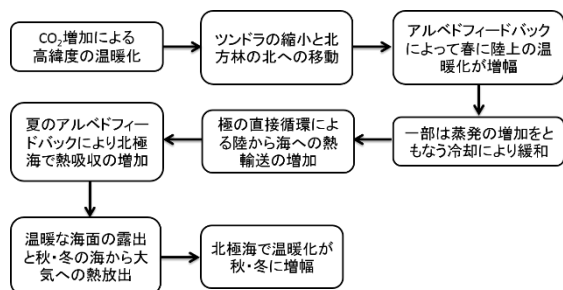 CO₂増加による
高緯度の温暖化
ツンドラの縮小と北
方林の北への移動
アルベドフィードバック
によって春に陸上の温
暖化が増幅
一部は蒸発の増加をと
もなう冷却により緩和
極の直接循環によ
る陸から海への熱
輸送の増加
夏のアルベドフィー
ドバックにより北極
海で熱吸収の増加
温暖な海面の露出
と秋・冬の海から大
気への熱放出
北極海で温暖化が
秋・冬に増幅